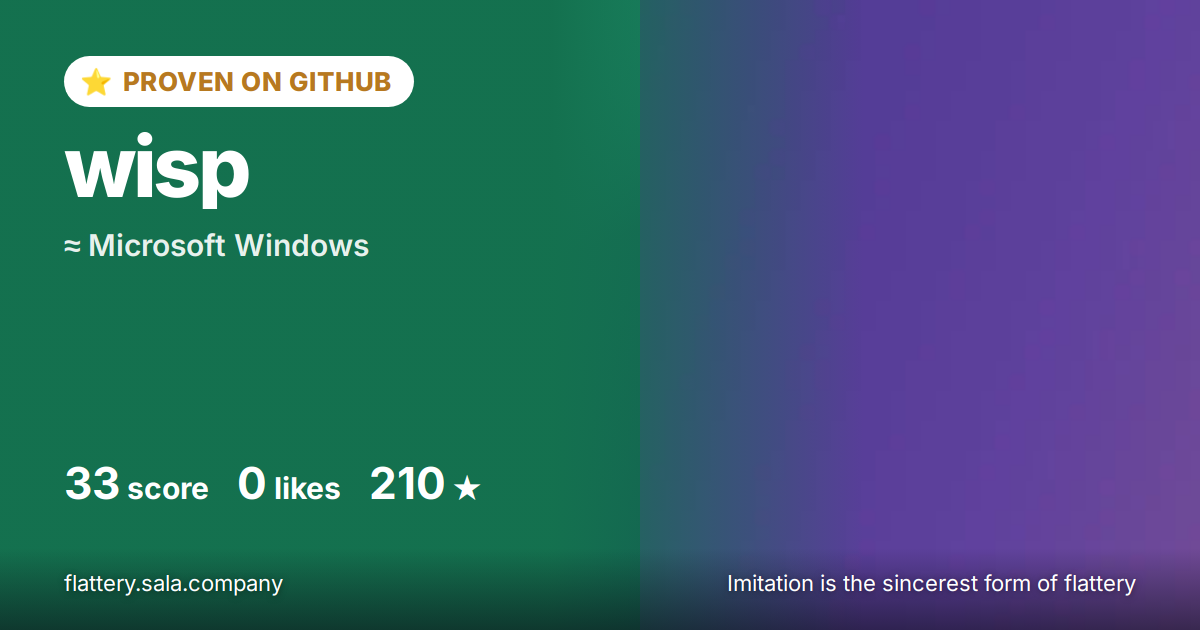 ⭐ PROVEN ON GITHUB
wisp
≈ Microsoft Windows
33 score 0 likes 210 ★
flattery.sala.company
Imitation is the sincerest form of flattery